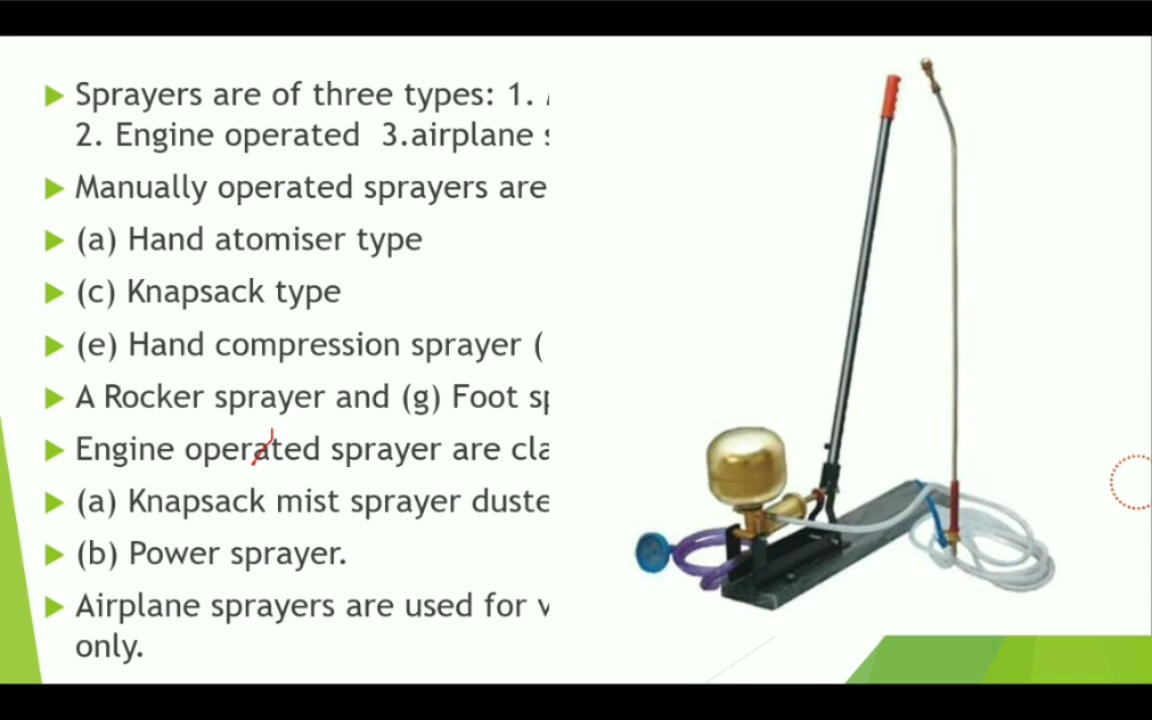 Sprayers are of three types: 1.
2. Engine operated 3.airplane
Manually operated sprayers are
(a) Hand atomiser type
(c) Knapsack type
(e) Hand compression sprayer (
A Rocker sprayer and (g) Foot
Engine operated sprayer are
(a) Knapsack mist sprayer
(b) Power sprayer.
Airplane sprayers are used for
only.